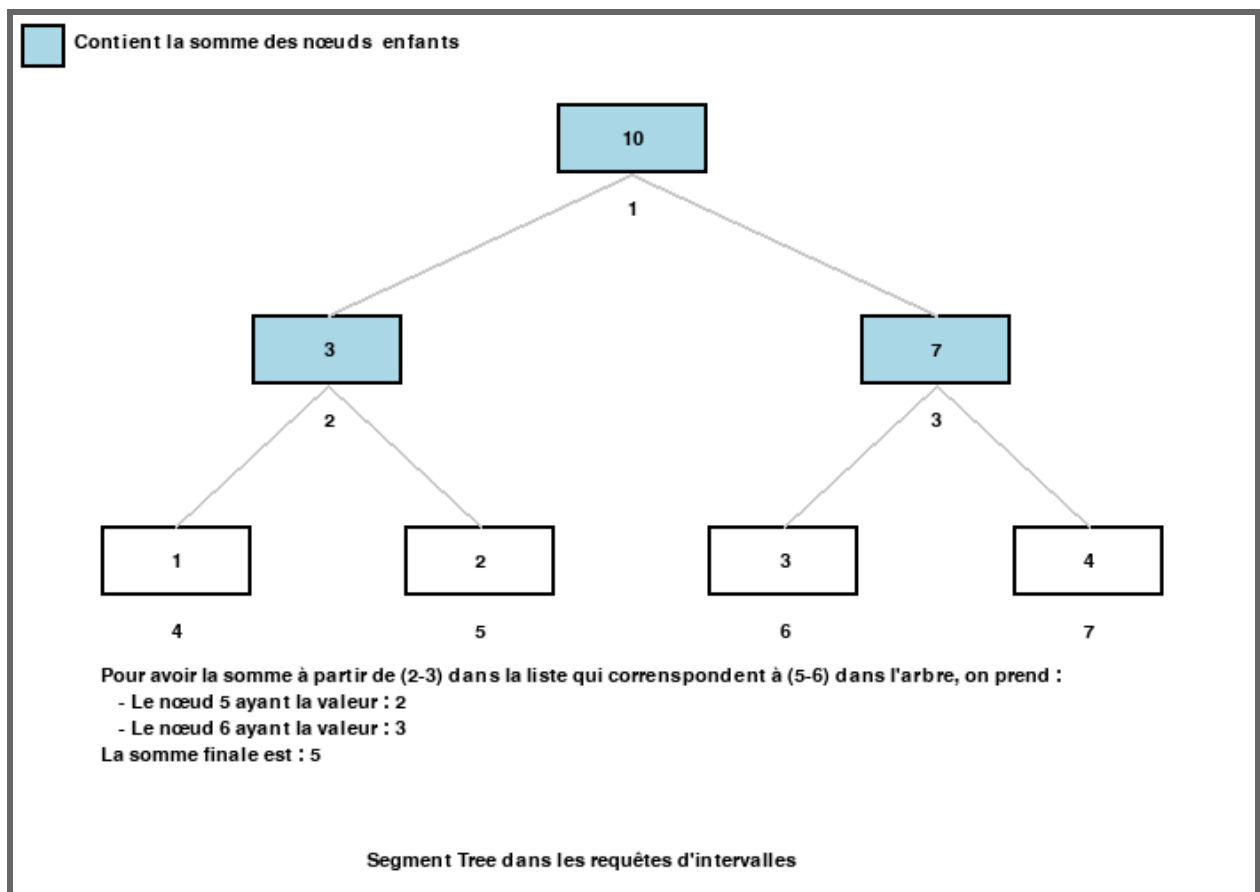 Contient la somme des nœuds enfants
10
1
3
7
2
3
1
2
3
4
4
5
6
7
Pour avoir la somme à partir de (2-3) dans la liste qui correnspondent à (5-6) dans l'arbre, on prend :
- Le nœud 5 ayant la valeur : 2
- Le nœud 6 ayant la valeur : 3
La somme finale est : 5
Segment Tree dans les requêtes d'intervalles